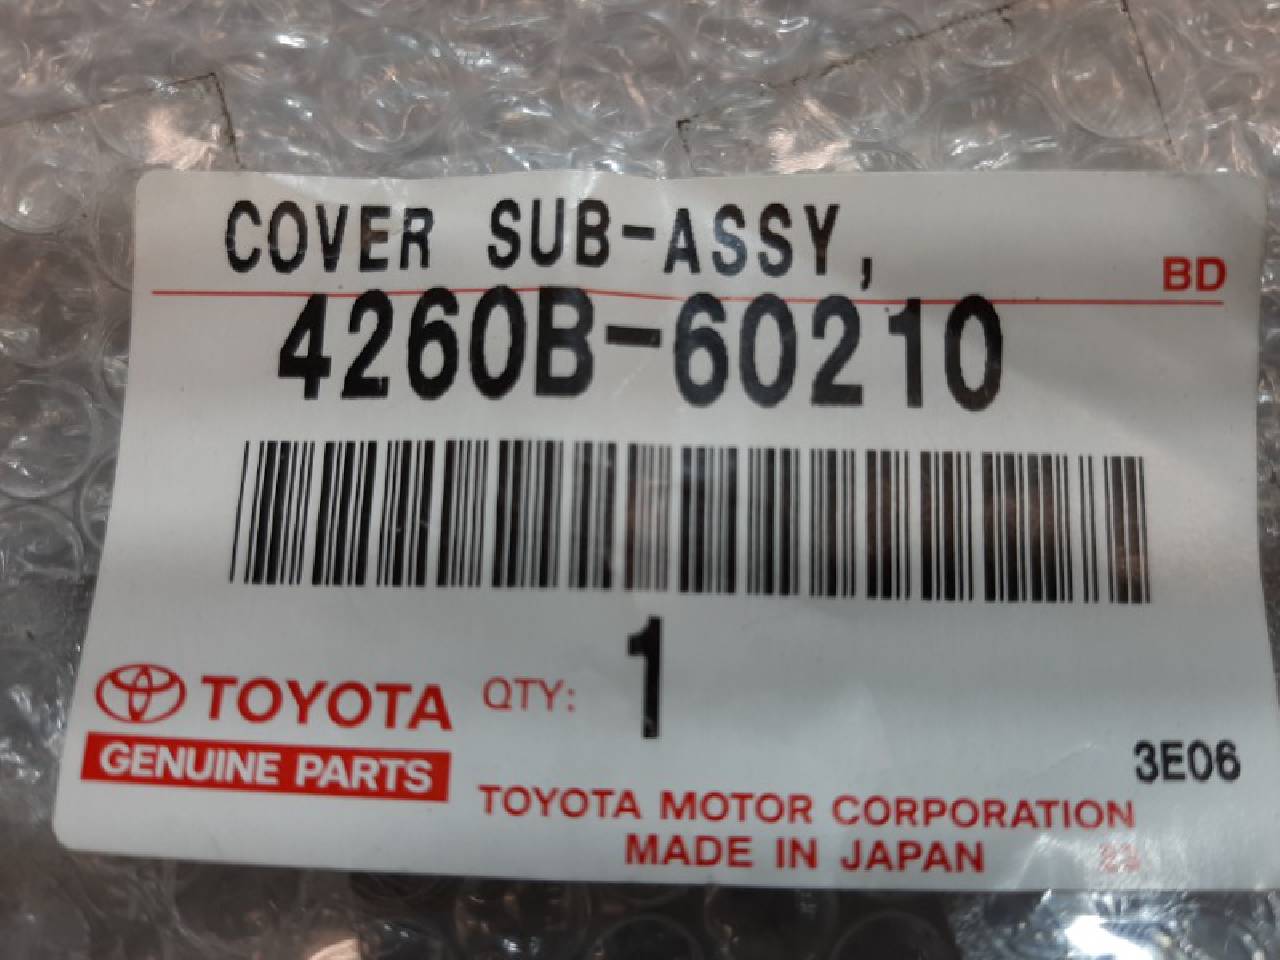 COVER SUB-ASSY,
BD
4260B-60210
1
TOYOTA QTY:
GENUINE PARTS
3E06
TOYOTA MOTOR CORPORATION
MADE IN JAPAN